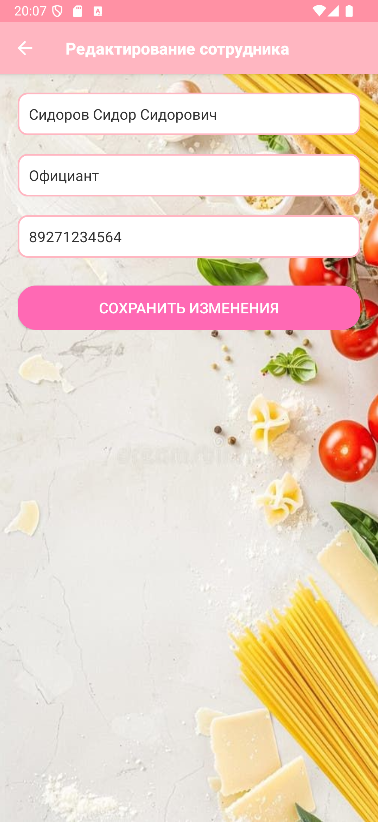 20:07
Редактирование сотрудника
Сидоров Сидор Сидорович
Официант
89271234564
СОХРАНИТЬ ИЗМЕНЕНИЯ